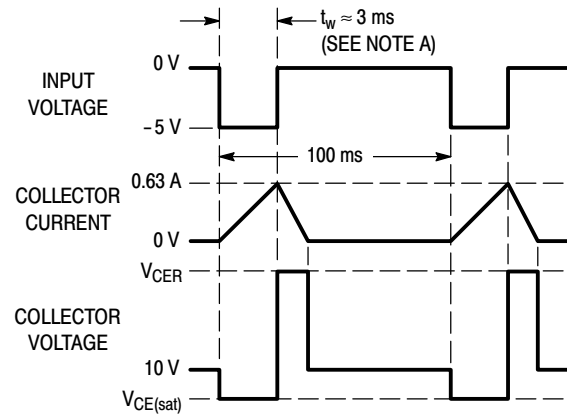 t_w ≈ 3 ms
(SEE NOTE A)
0 V
INPUT
VOLTAGE
–5 V
100 ms
0.63 A
COLLECTOR
CURRENT
0 V
V_CER
COLLECTOR
VOLTAGE
10 V
V_CE(sat)